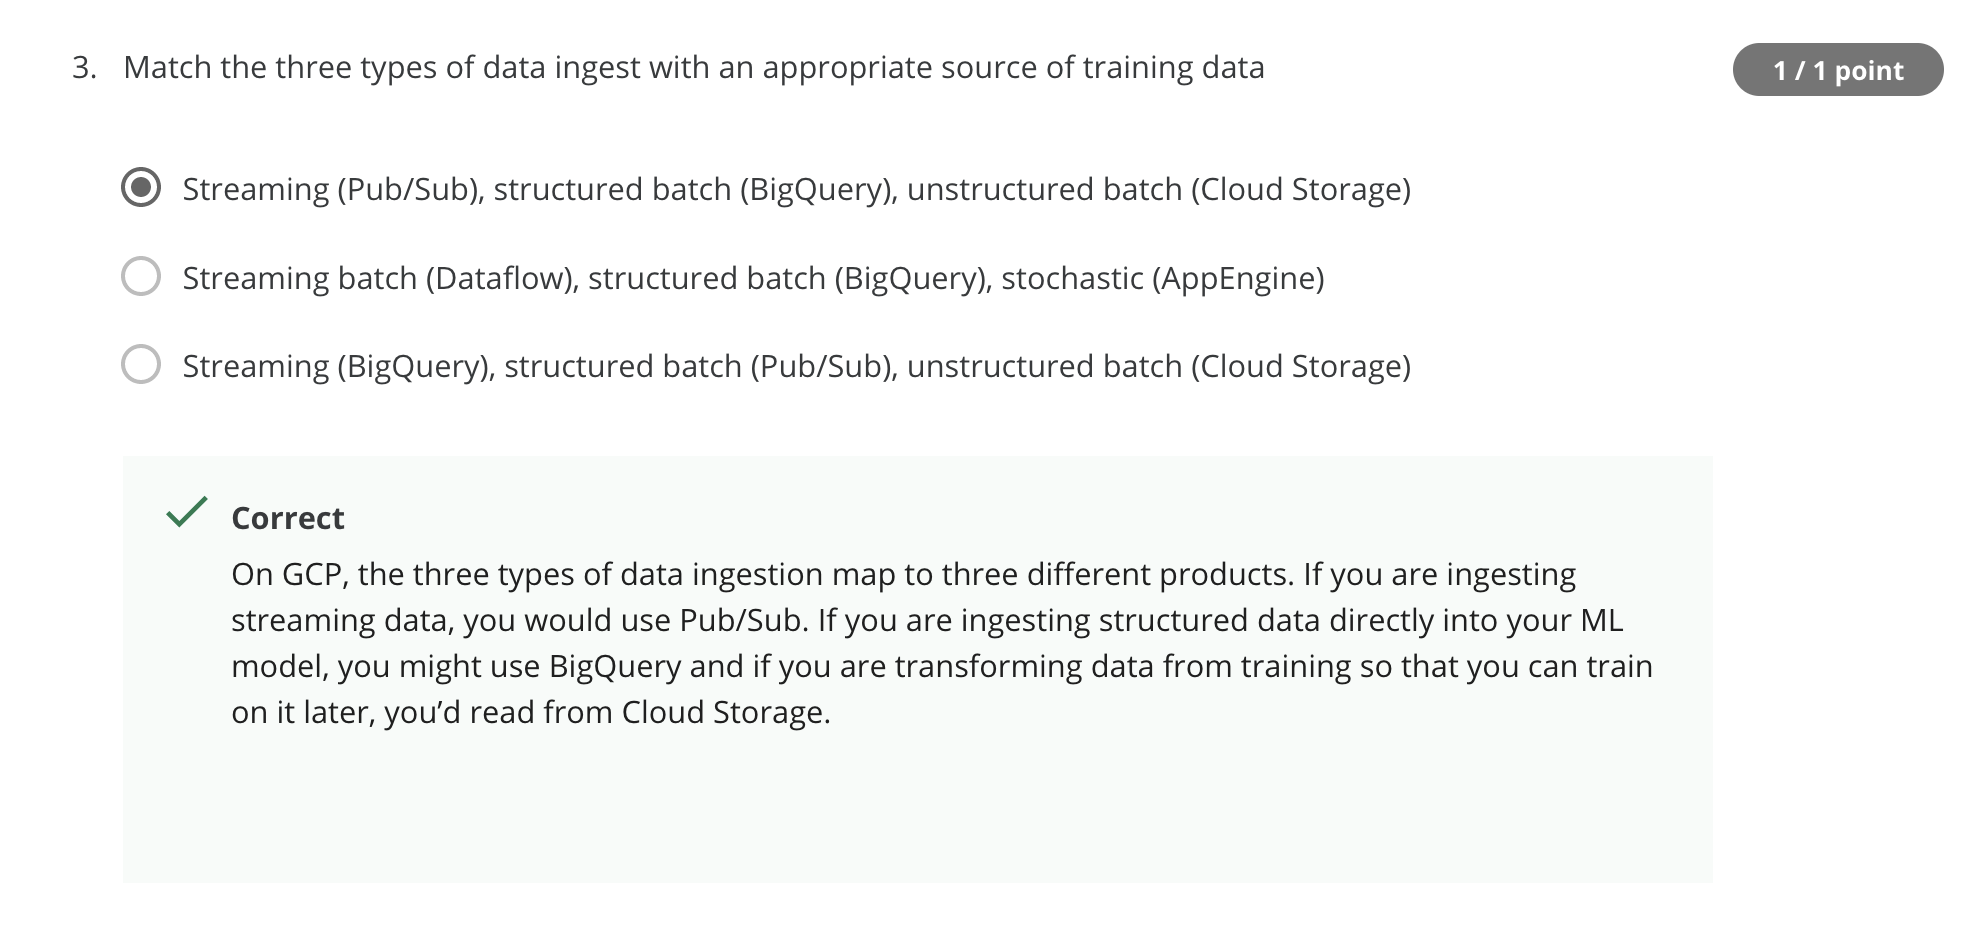 3. Match the three types of data ingest with an appropriate source of training data
1 / 1 point
Streaming (Pub/Sub), structured batch (BigQuery), unstructured batch (Cloud Storage)
Streaming batch (Dataflow), structured batch (BigQuery), stochastic (AppEngine)
Streaming (BigQuery), structured batch (Pub/Sub), unstructured batch (Cloud Storage)
Correct
On GCP, the three types of data ingestion map to three different products. If you are ingesting
streaming data, you would use Pub/Sub. If you are ingesting structured data directly into your ML
model, you might use BigQuery and if you are transforming data from training so that you can train
on it later, you’d read from Cloud Storage.